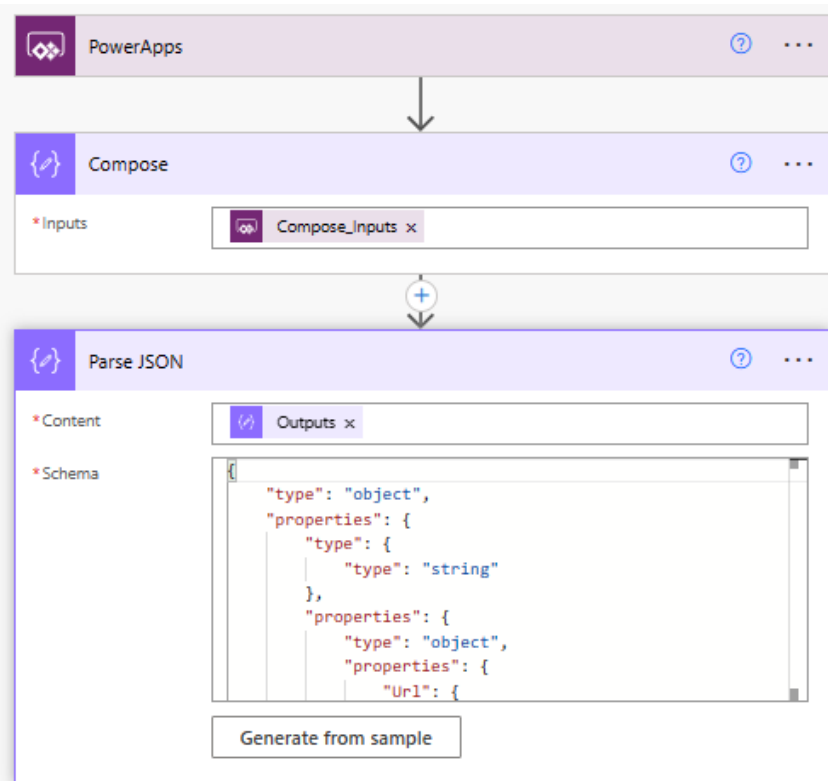 PowerApps
Compose
*Inputs
Compose_Inputs ×
Parse JSON
*Content
Outputs ×
*Schema
{
"type": "object",
"properties": {
"type": {
"type": "string"
},
"properties": {
"type": "object",
"properties": {
"Url": {
Generate from sample